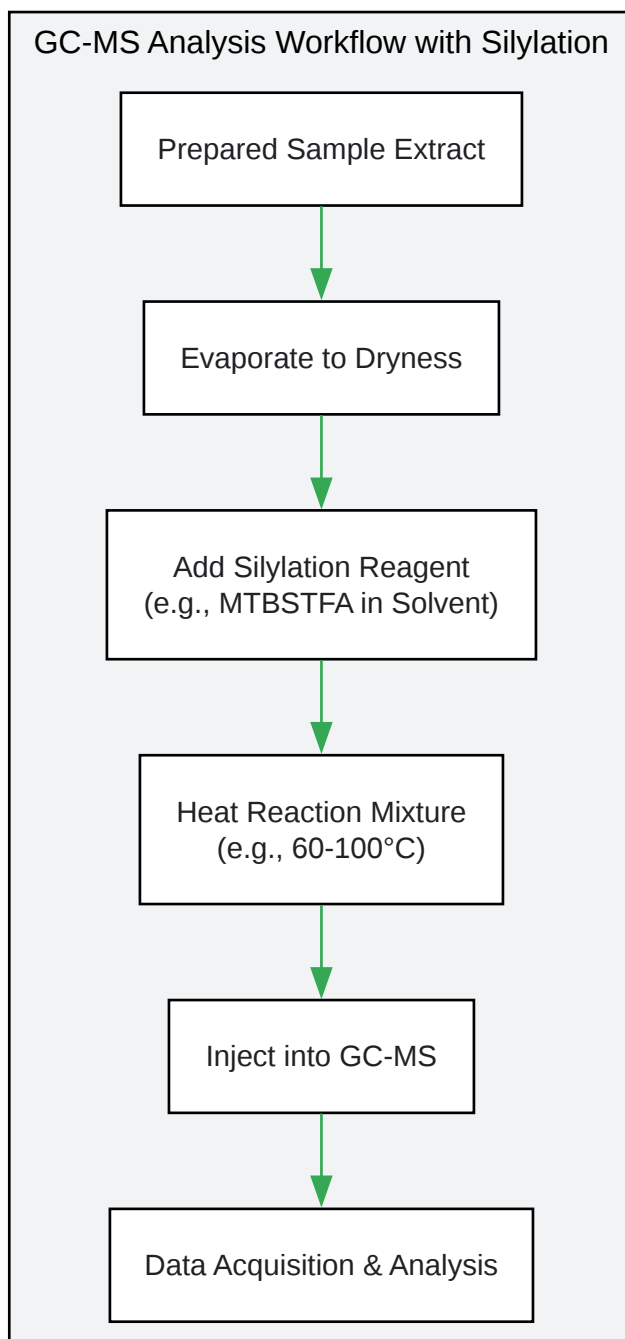 GC-MS Analysis Workflow with Silylation
Prepared Sample Extract
Evaporate to Dryness
Add Silylation Reagent
(e.g., MTBSTFA in Solvent)
Heat Reaction Mixture
(e.g., 60-100°C)
Inject into GC-MS
Data Acquisition & Analysis